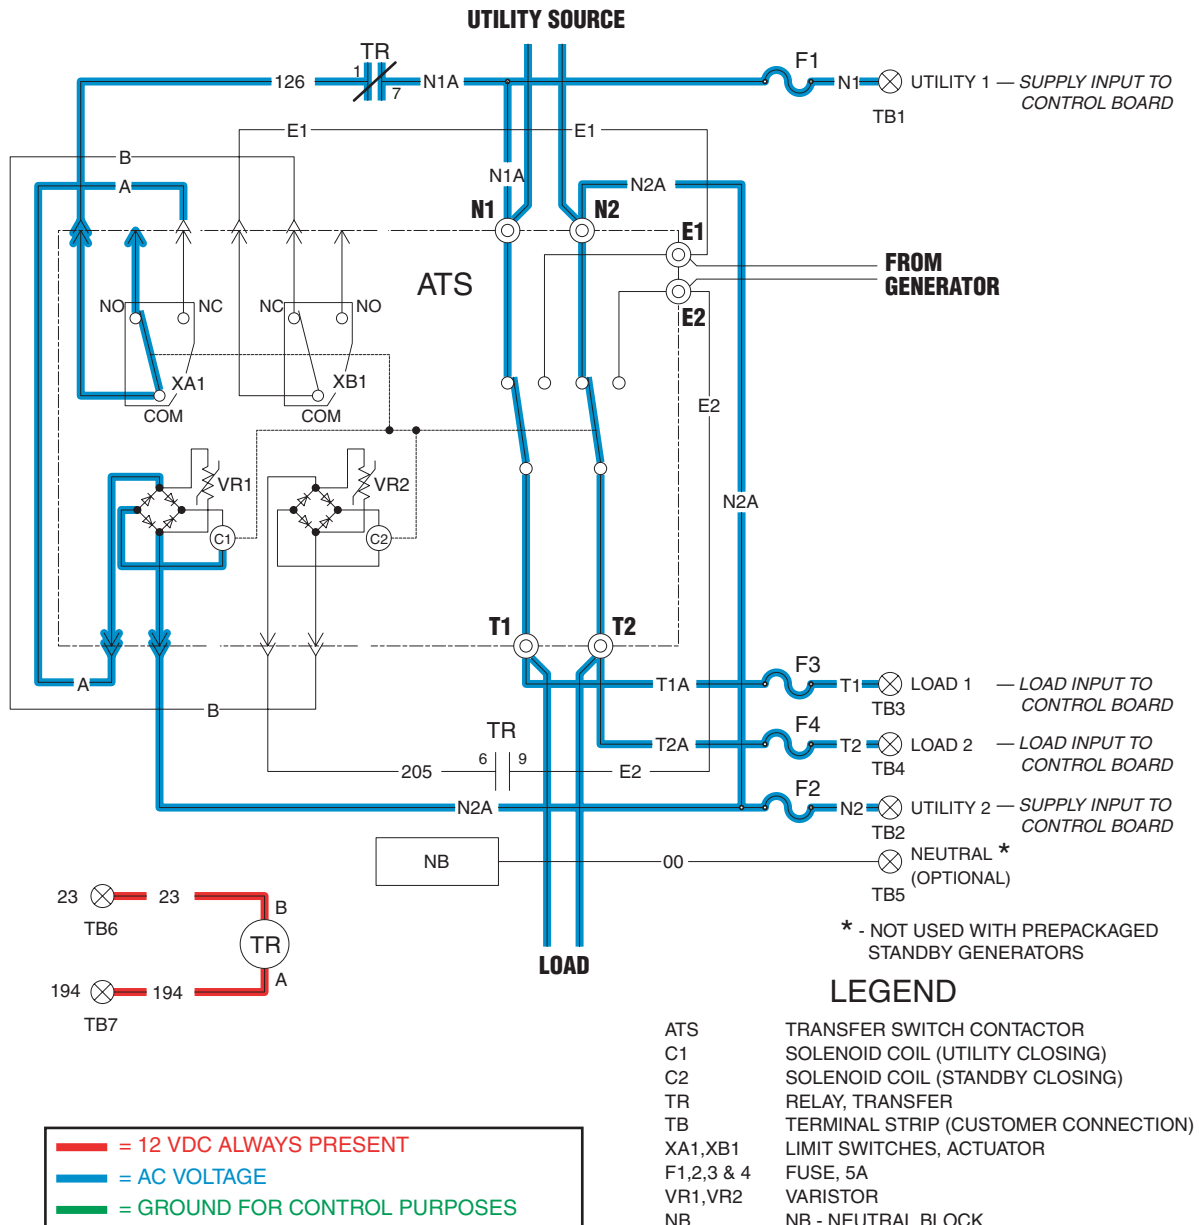 UTILITY SOURCE
TR
F1
1
7
126
N1A
N1
UTILITY 1 — SUPPLY INPUT TO
CONTROL BOARD
TB1
E1
E1
B
A
N1A
N2A
N1
N2
E1
FROM
GENERATOR
ATS
E2
NO
NC
NC
NO
XA1
XB1
COM
COM
E2
VR1
VR2
N2A
C1
C2
T1
T2
A
B
F3
T1A
T1
LOAD 1 — LOAD INPUT TO
CONTROL BOARD
TB3
TR
F4
T2A
T2
LOAD 2 — LOAD INPUT TO
CONTROL BOARD
TB4
6
9
205
E2
F2
N2A
N2
UTILITY 2 — SUPPLY INPUT TO
CONTROL BOARD
TB2
NB
00
NEUTRAL *
(OPTIONAL)
TB5
* - NOT USED WITH PREPACKAGED
STANDBY GENERATORS
23
23
B
TB6
TR
LOAD
194
194
A
TB7
LEGEND
ATS TRANSFER SWITCH CONTACTOR
C1 SOLENOID COIL (UTILITY CLOSING)
C2 SOLENOID COIL (STANDBY CLOSING)
TR RELAY, TRANSFER
TB TERMINAL STRIP (CUSTOMER CONNECTION)
XA1,XB1 LIMIT SWITCHES, ACTUATOR
F1,2,3 & 4 FUSE, 5A
VR1,VR2 VARISTOR
NB NB - NEUTRAL BLOCK
= 12 VDC ALWAYS PRESENT
= AC VOLTAGE
= GROUND FOR CONTROL PURPOSES